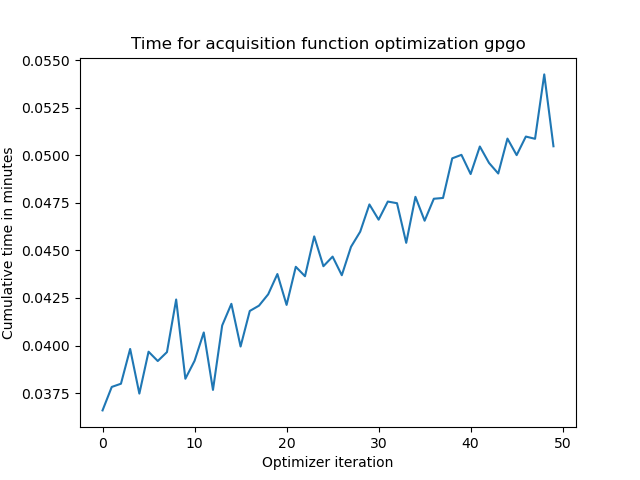 Time for acquisition function optimization gpgo
Cumulative time in minutes
0.0550
0.0525
0.0500
0.0475
0.0450
0.0425
0.0400
0.0375
0 10 20 30 40 50
Optimizer iteration